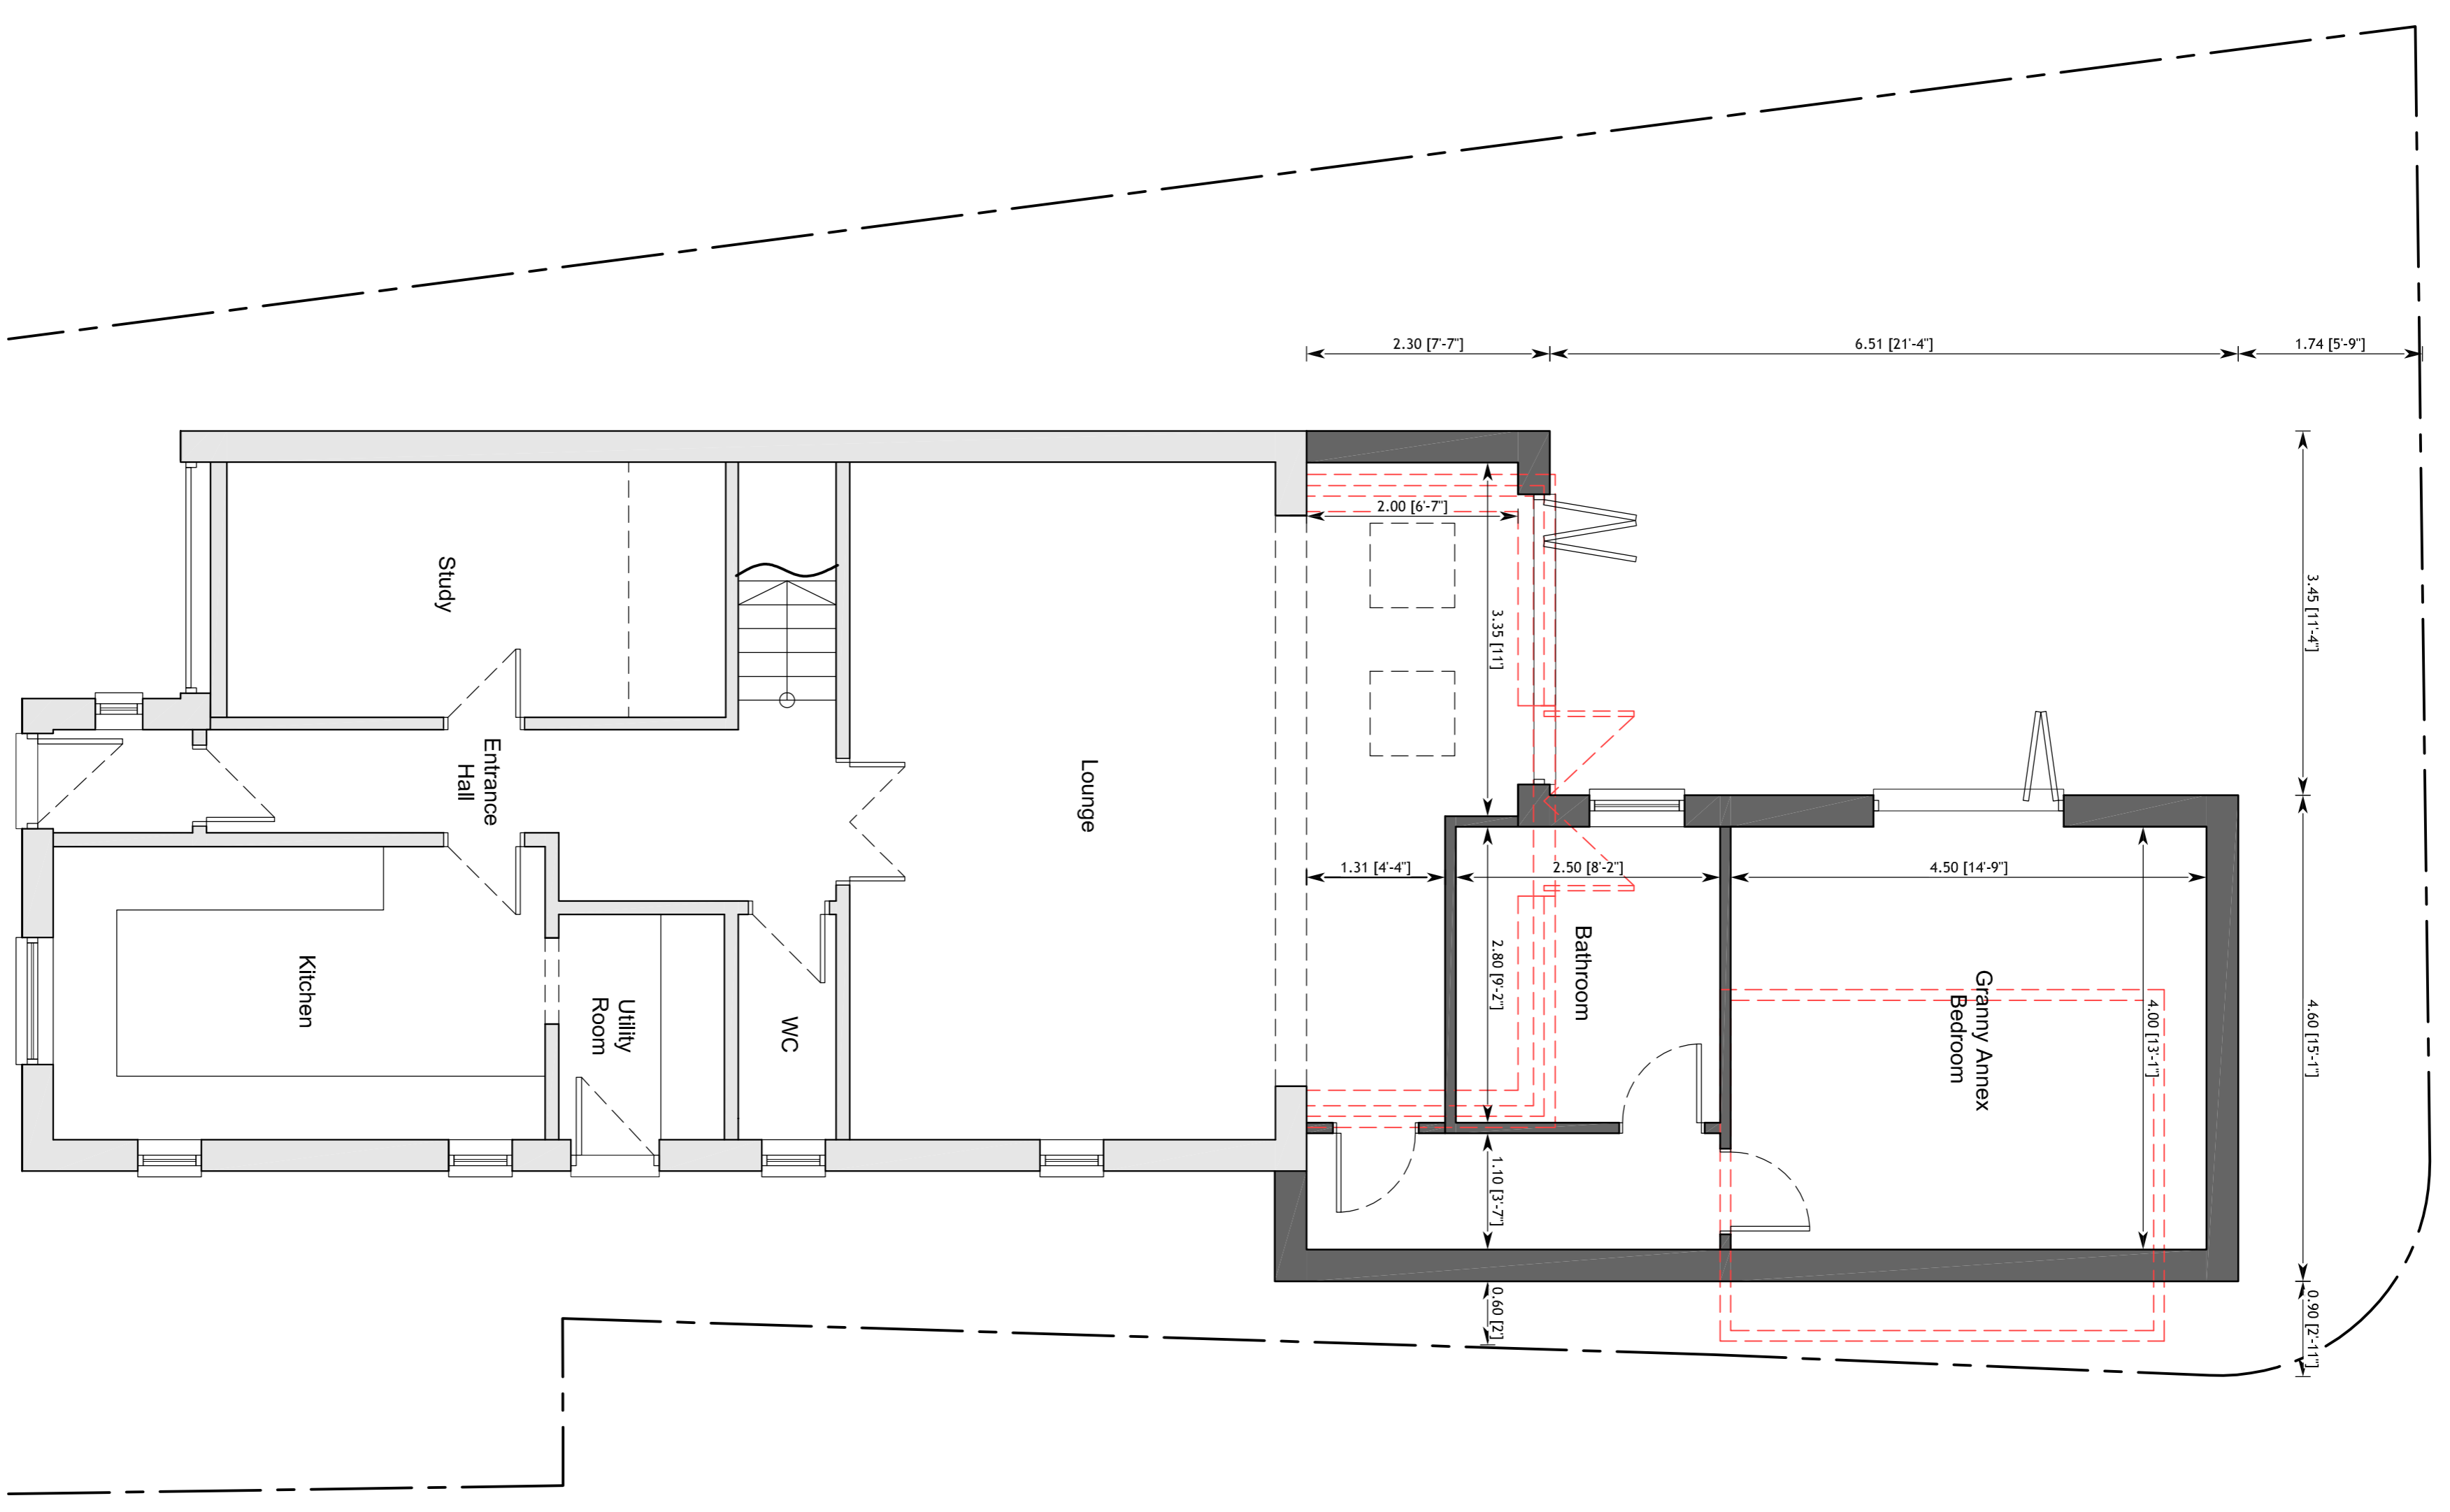 2.30 [7'-7"]
6.51 [21'-4"]
1.74 [5'-9"]
3.45 [11'-4"]
2.00 [6'-7"]
3.35 [11']
Study
Entrance
Hall
Lounge
1.31 [4'-4"]
2.50 [8'-2"]
4.50 [14'-9"]
2.80 [9'-2"]
Bathroom
Granny Annex
Bedroom
4.00 [13'-1"]
4.60 [15'-1"]
Kitchen
Utility
Room
WC
1.10 [3'-7"]
0.60 [2']
0.90 [2'-11"]